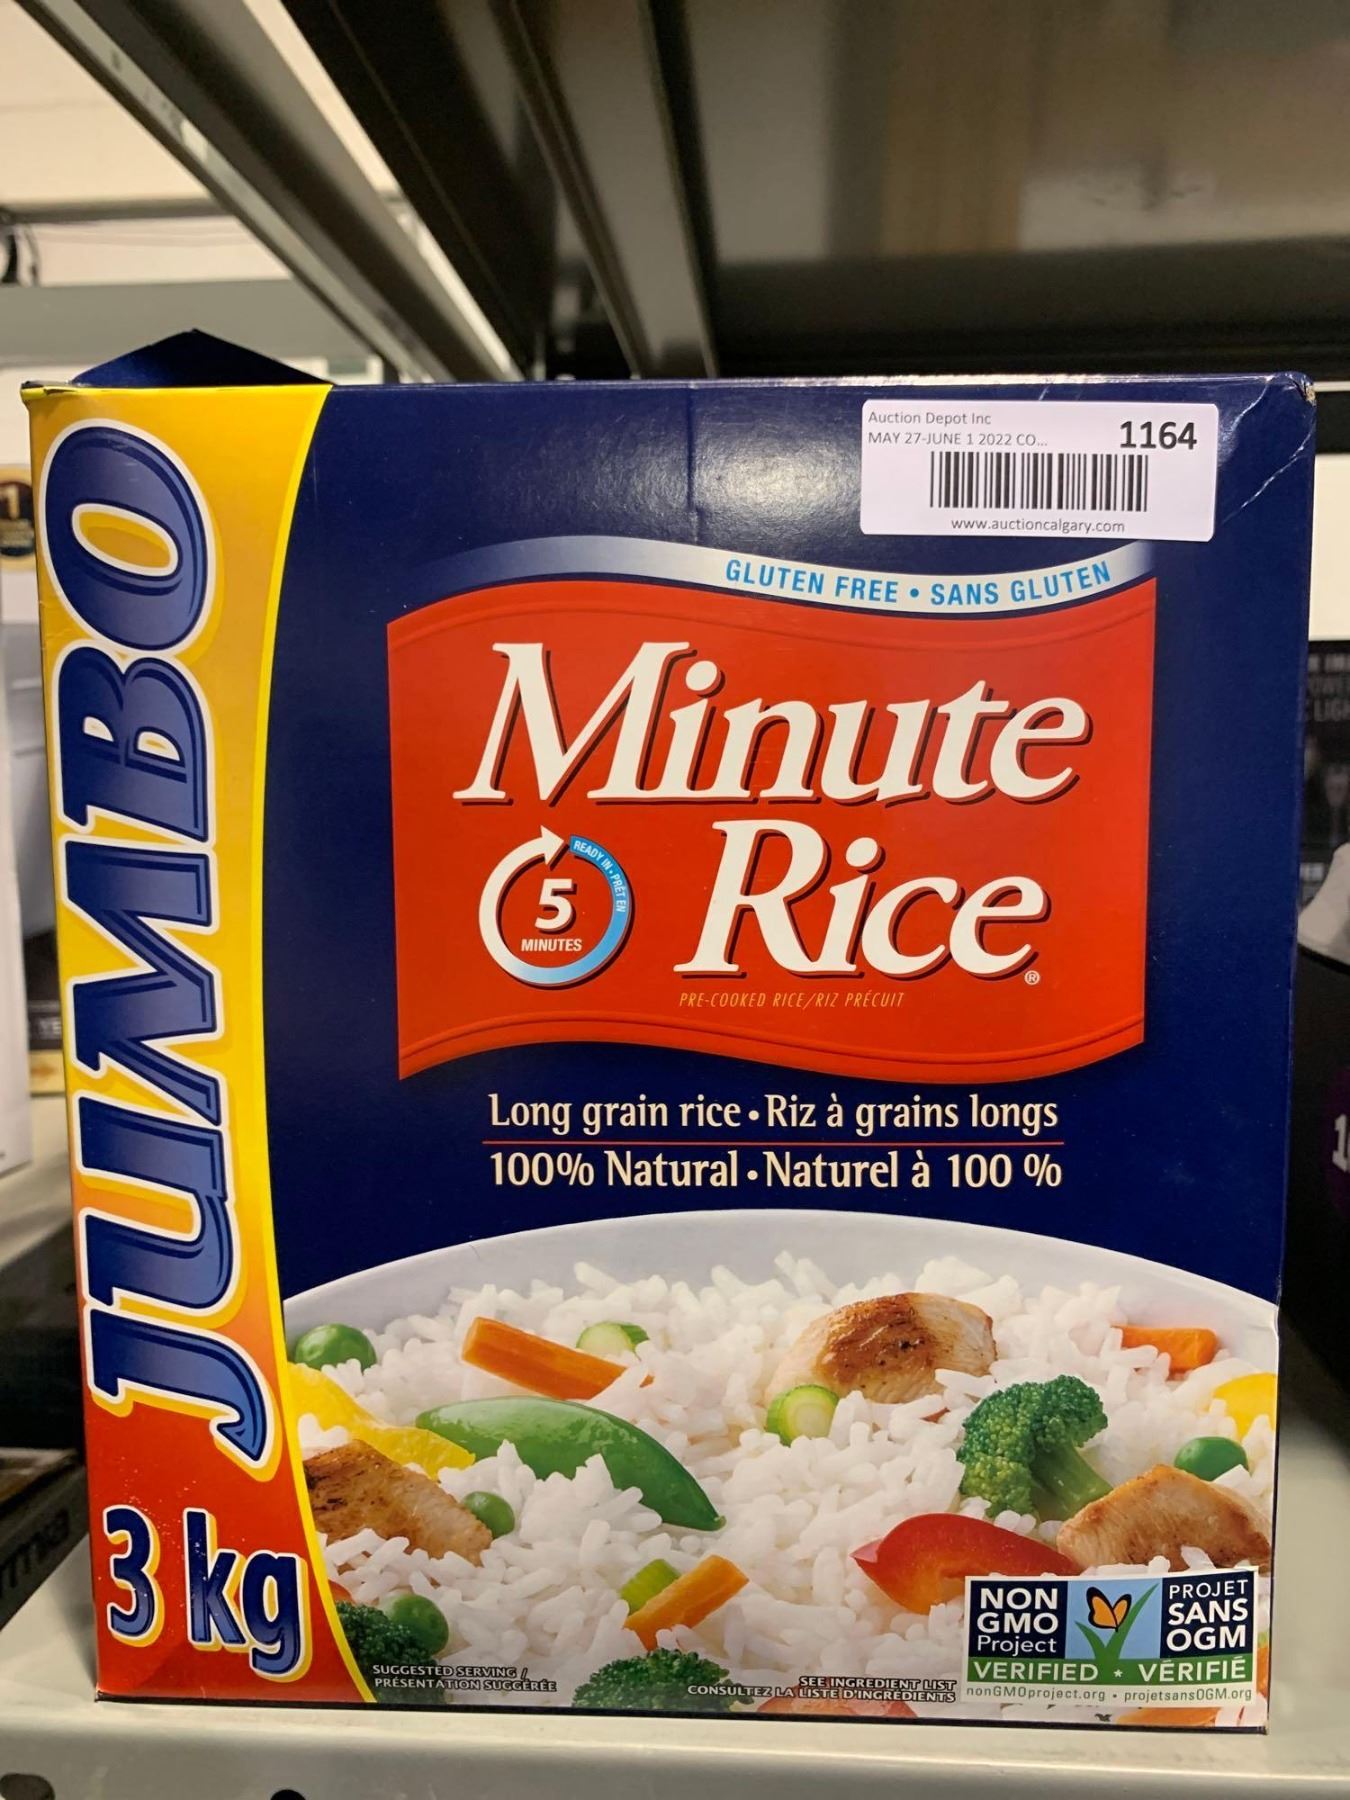 Auction Depot Inc
MAY 27-JUNE 1 2022 CO...
1164
www.auctioncalgary.com
GLUTEN FREE • SANS GLUTEN
Minute
Rice®
READY IN • PRÊT EN
5
MINUTES
PRE-COOKED RICE/RIZ PRÉCUIT
Long grain rice • Riz à grains longs
100% Natural • Naturel à 100 %
JUMBO
3 kg
SUGGESTED SERVING /
PRÉSENTATION SUGGÉRÉE
SEE INGREDIENT LIST
CONSULTEZ LA LISTE D'INGRÉDIENTS
NON
GMO
Project
PROJET
SANS
OGM
VERIFIED * VÉRIFIÉ
nonGMOproject.org • projetsansOGM.org